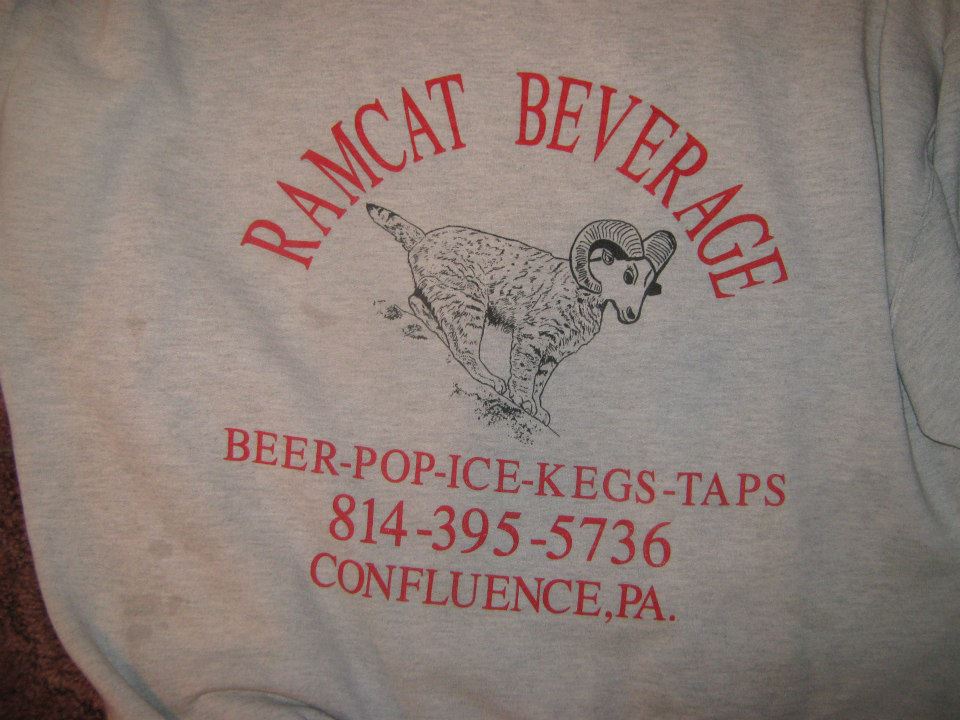 RAMCAT BEVERAGE
BEER-POP-ICE-KEGS-TAPS
814-395-5736
CONFLUENCE,PA.